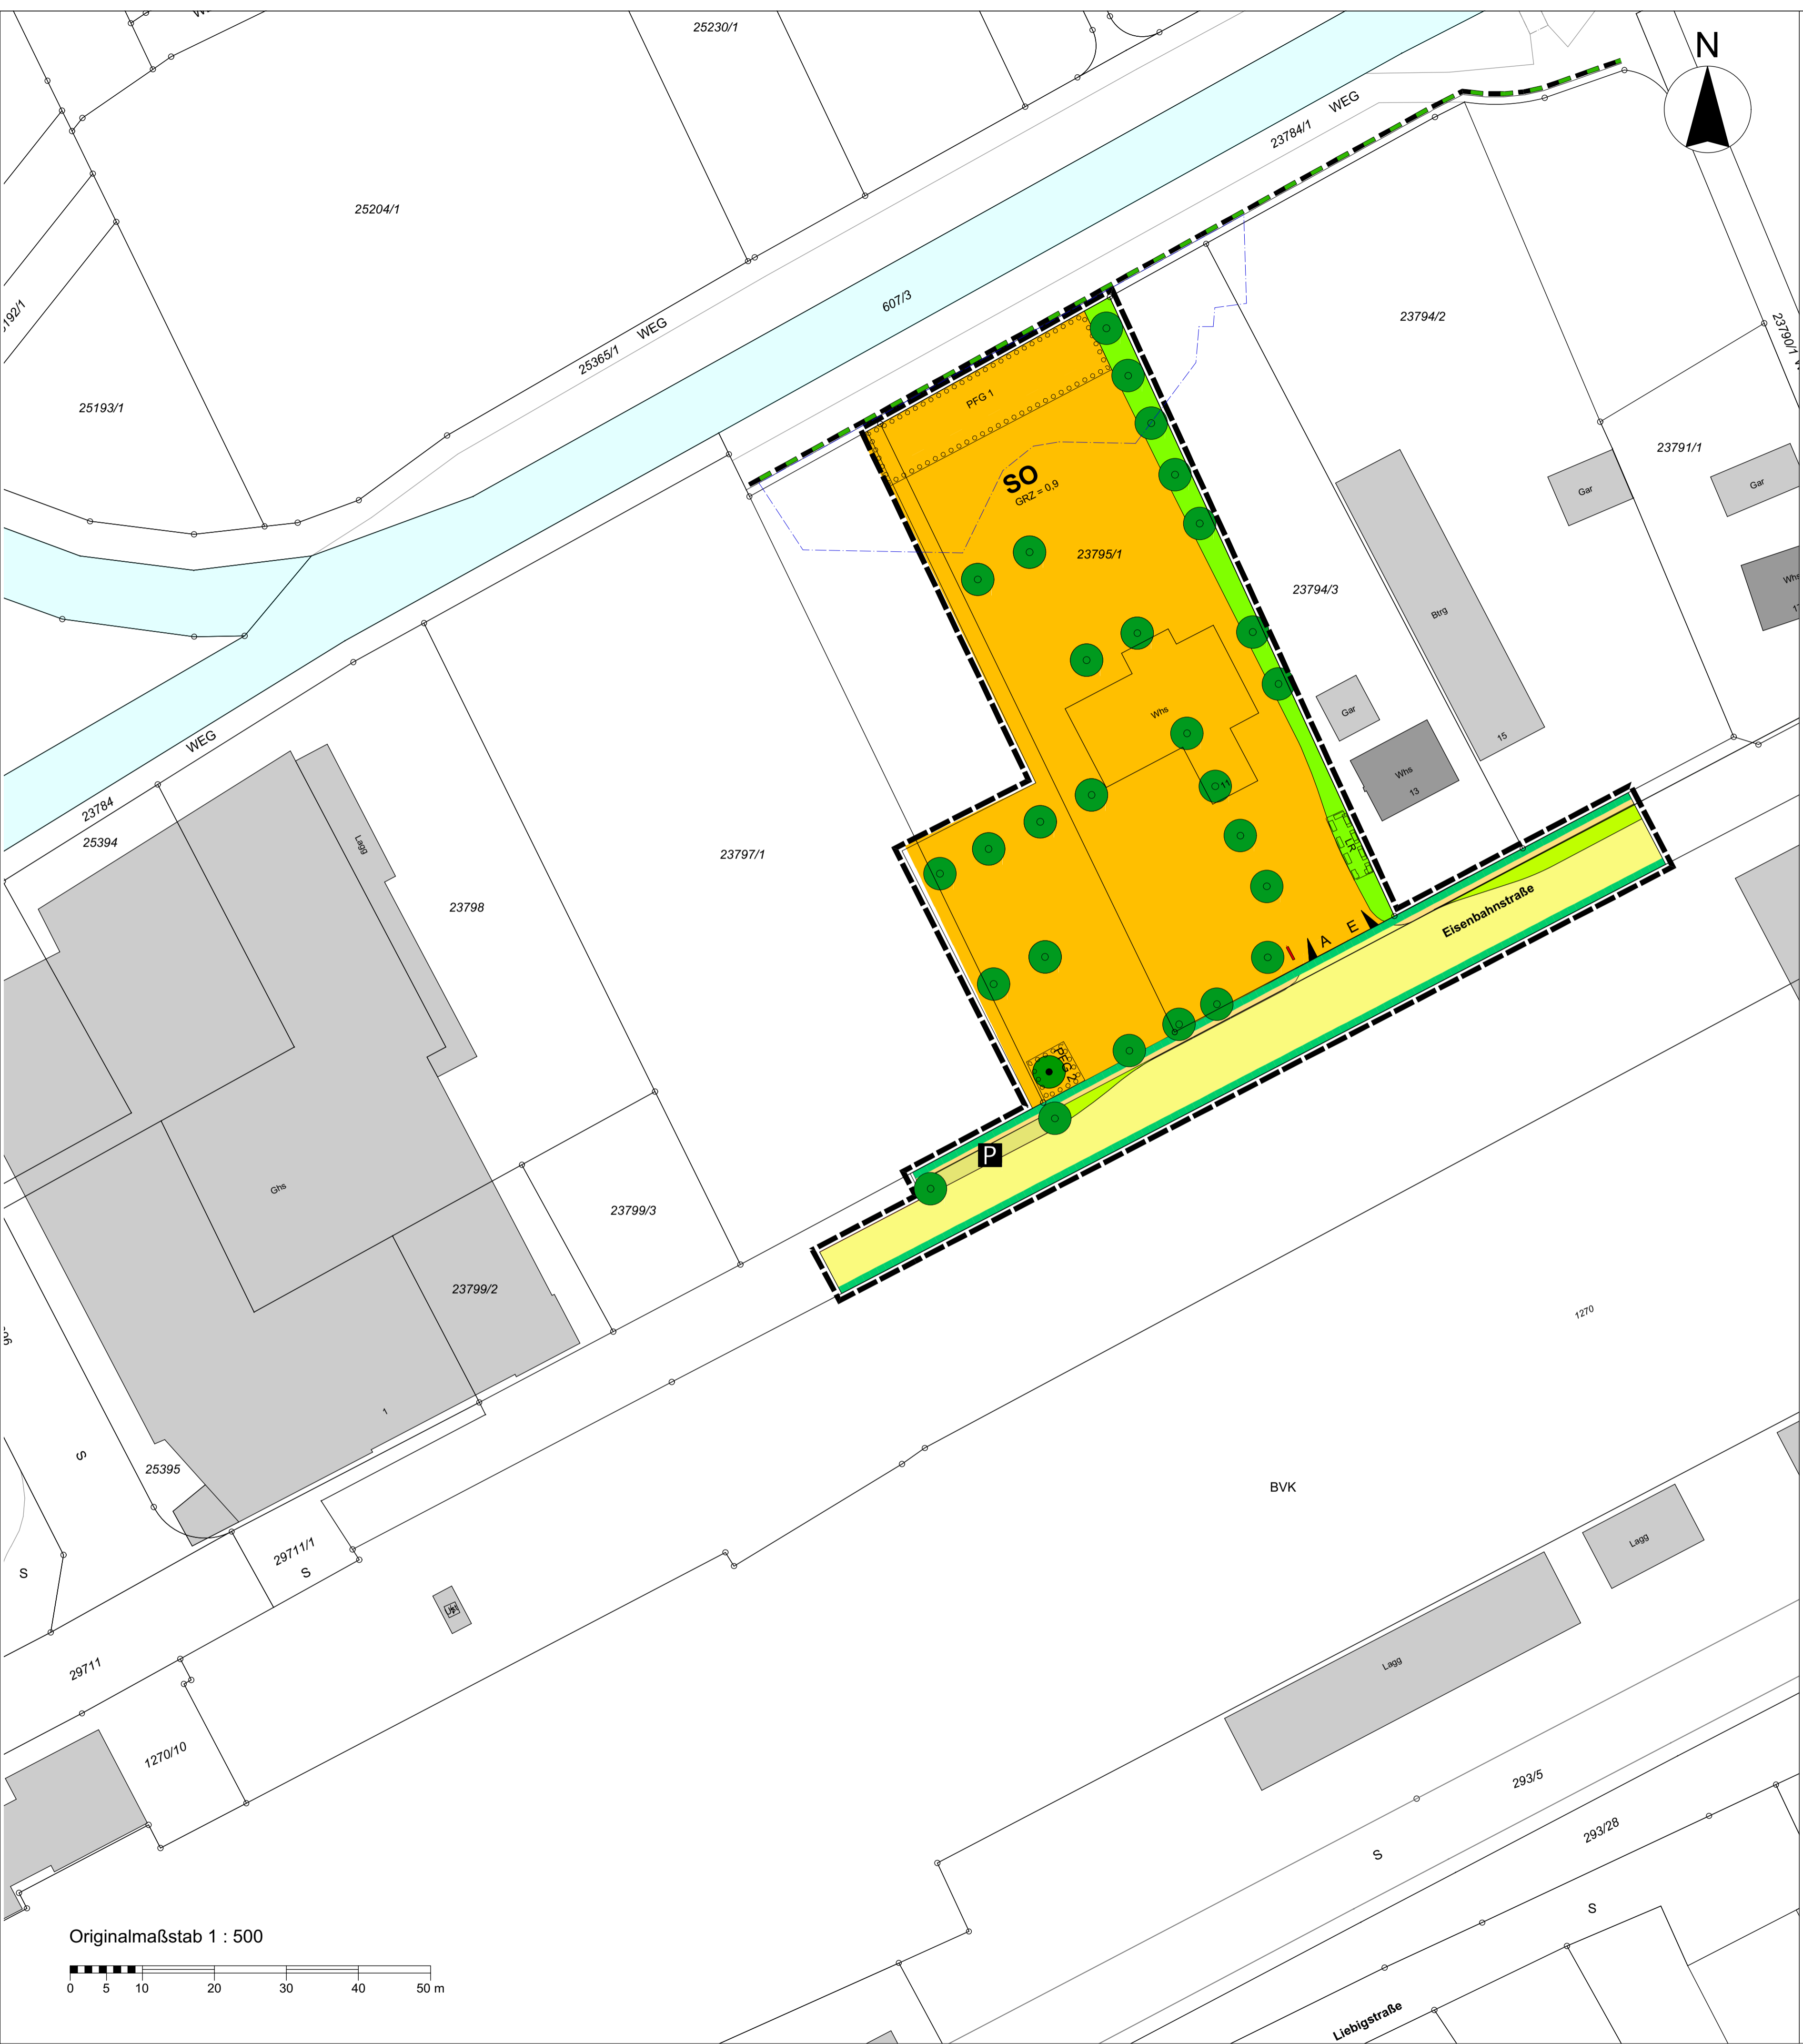 25230/1
N
WEG
23784/1
25204/1
607/3
WEG
25365/1
23794/2
23790/1
192/1
25193/1
PFG 1
SO
GRZ = 0,9
23791/1
Gar
Gar
23795/1
23794/3
Btrg
Whs
Whs
Gar
15
WEG
23784
25394
Lagg
23797/1
Whs
13
11
LR
23798
Eisenbahnstraße
A
E
PFG 2
P
Ghs
23799/3
23799/2
1270
1
S
25395
BVK
29711/1
S
S
Lagg
29711
Lagg
1270/10
293/5
293/28
S
S
Originalmaßstab 1 : 500
0 5 10 20 30 40 50 m
Liebigstraße